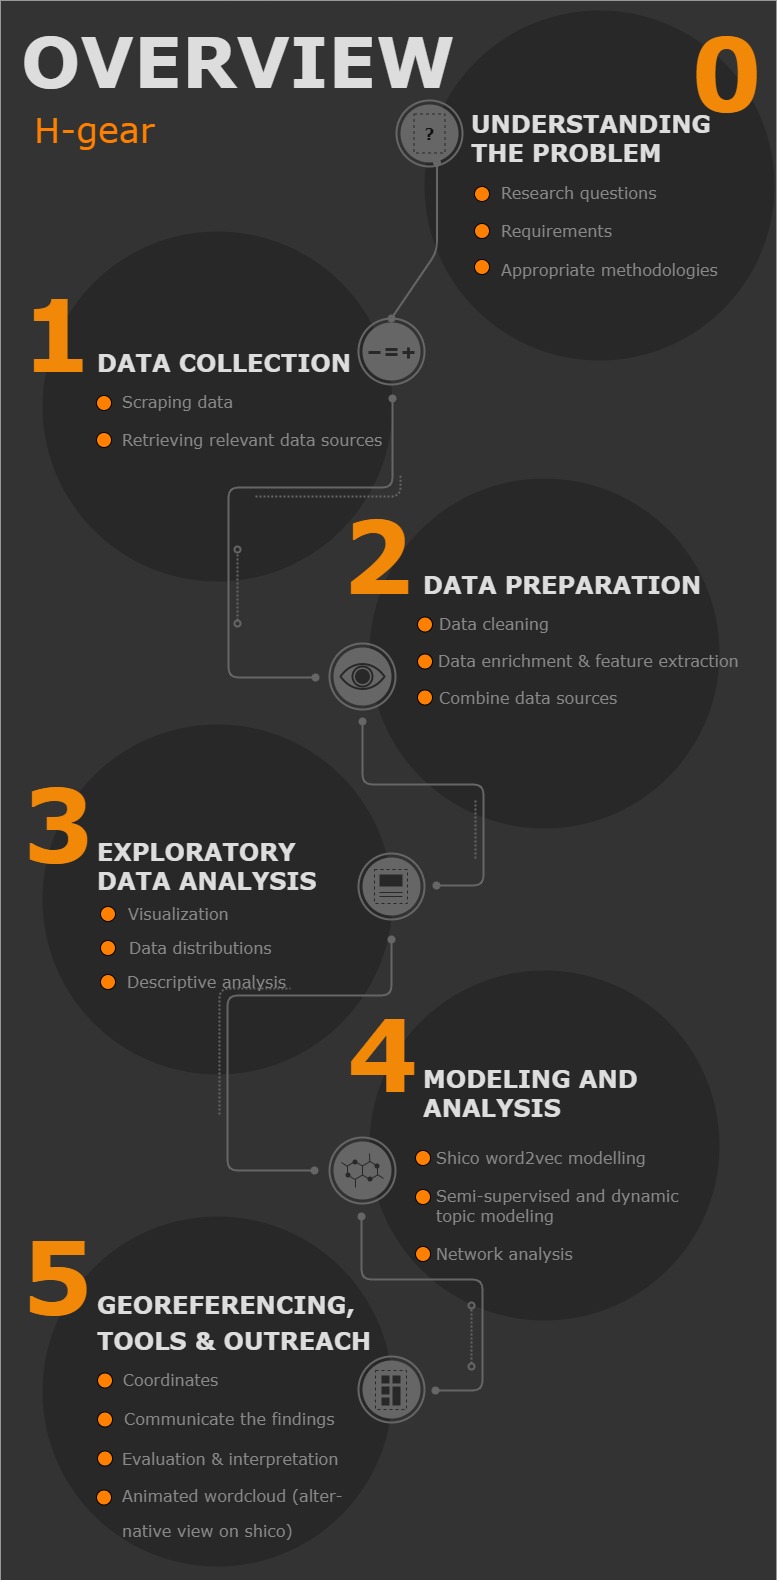 OVERVIEW
H-gear
0
UNDERSTANDING
THE PROBLEM
Research questions
Requirements
Appropriate methodologies
?
1
DATA COLLECTION
Scraping data
Retrieving relevant data sources
−=+
2
DATA PREPARATION
Data cleaning
Data enrichment & feature extraction
Combine data sources
3
EXPLORATORY
DATA ANALYSIS
Visualization
Data distributions
Descriptive analysis
4
MODELING AND
ANALYSIS
Shico word2vec modelling
Semi-supervised and dynamic
topic modeling
Network analysis
5
GEOREFERENCING,
TOOLS & OUTREACH
Coordinates
Communicate the findings
Evaluation & interpretation
Animated wordcloud (alter-
native view on shico)